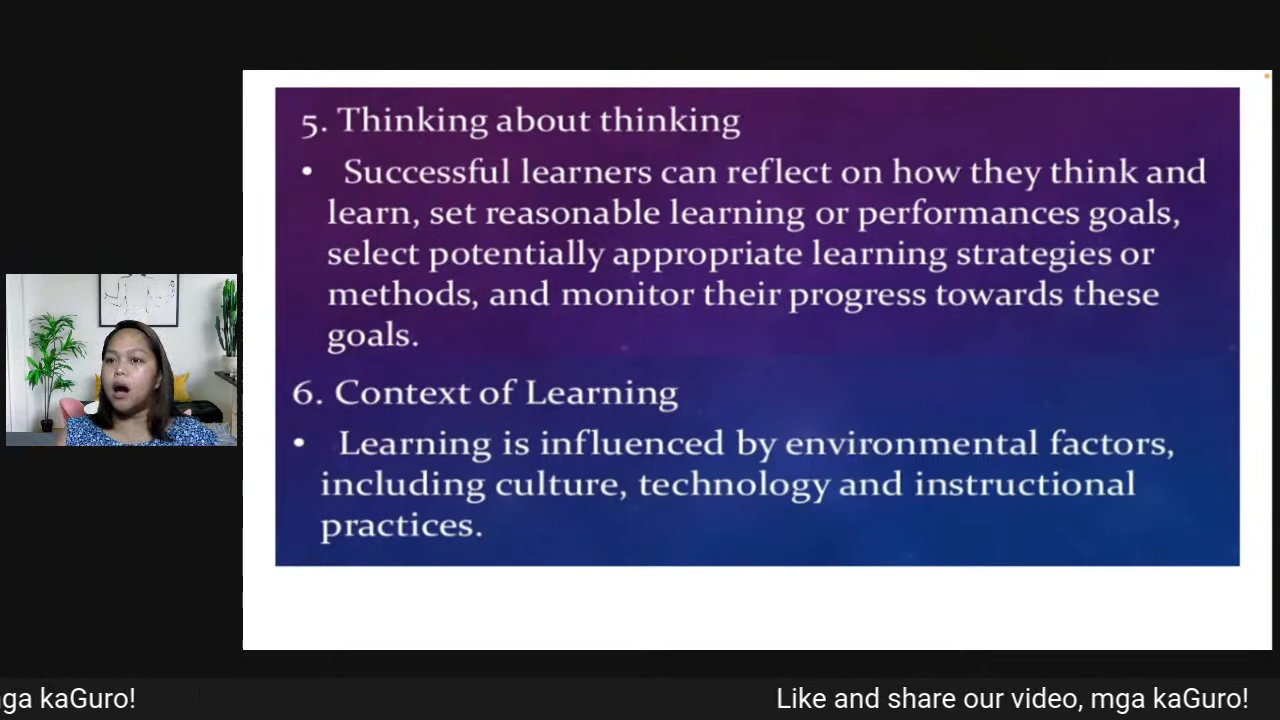 5. Thinking about thinking
• Successful learners can reflect on how they think and
learn, set reasonable learning or performances goals,
select potentially appropriate learning strategies or
methods, and monitor their progress towards these
goals.
6. Context of Learning
• Learning is influenced by environmental factors,
including culture, technology and instructional
practices.
mga kaGuro!
Like and share our video, mga kaGuro!